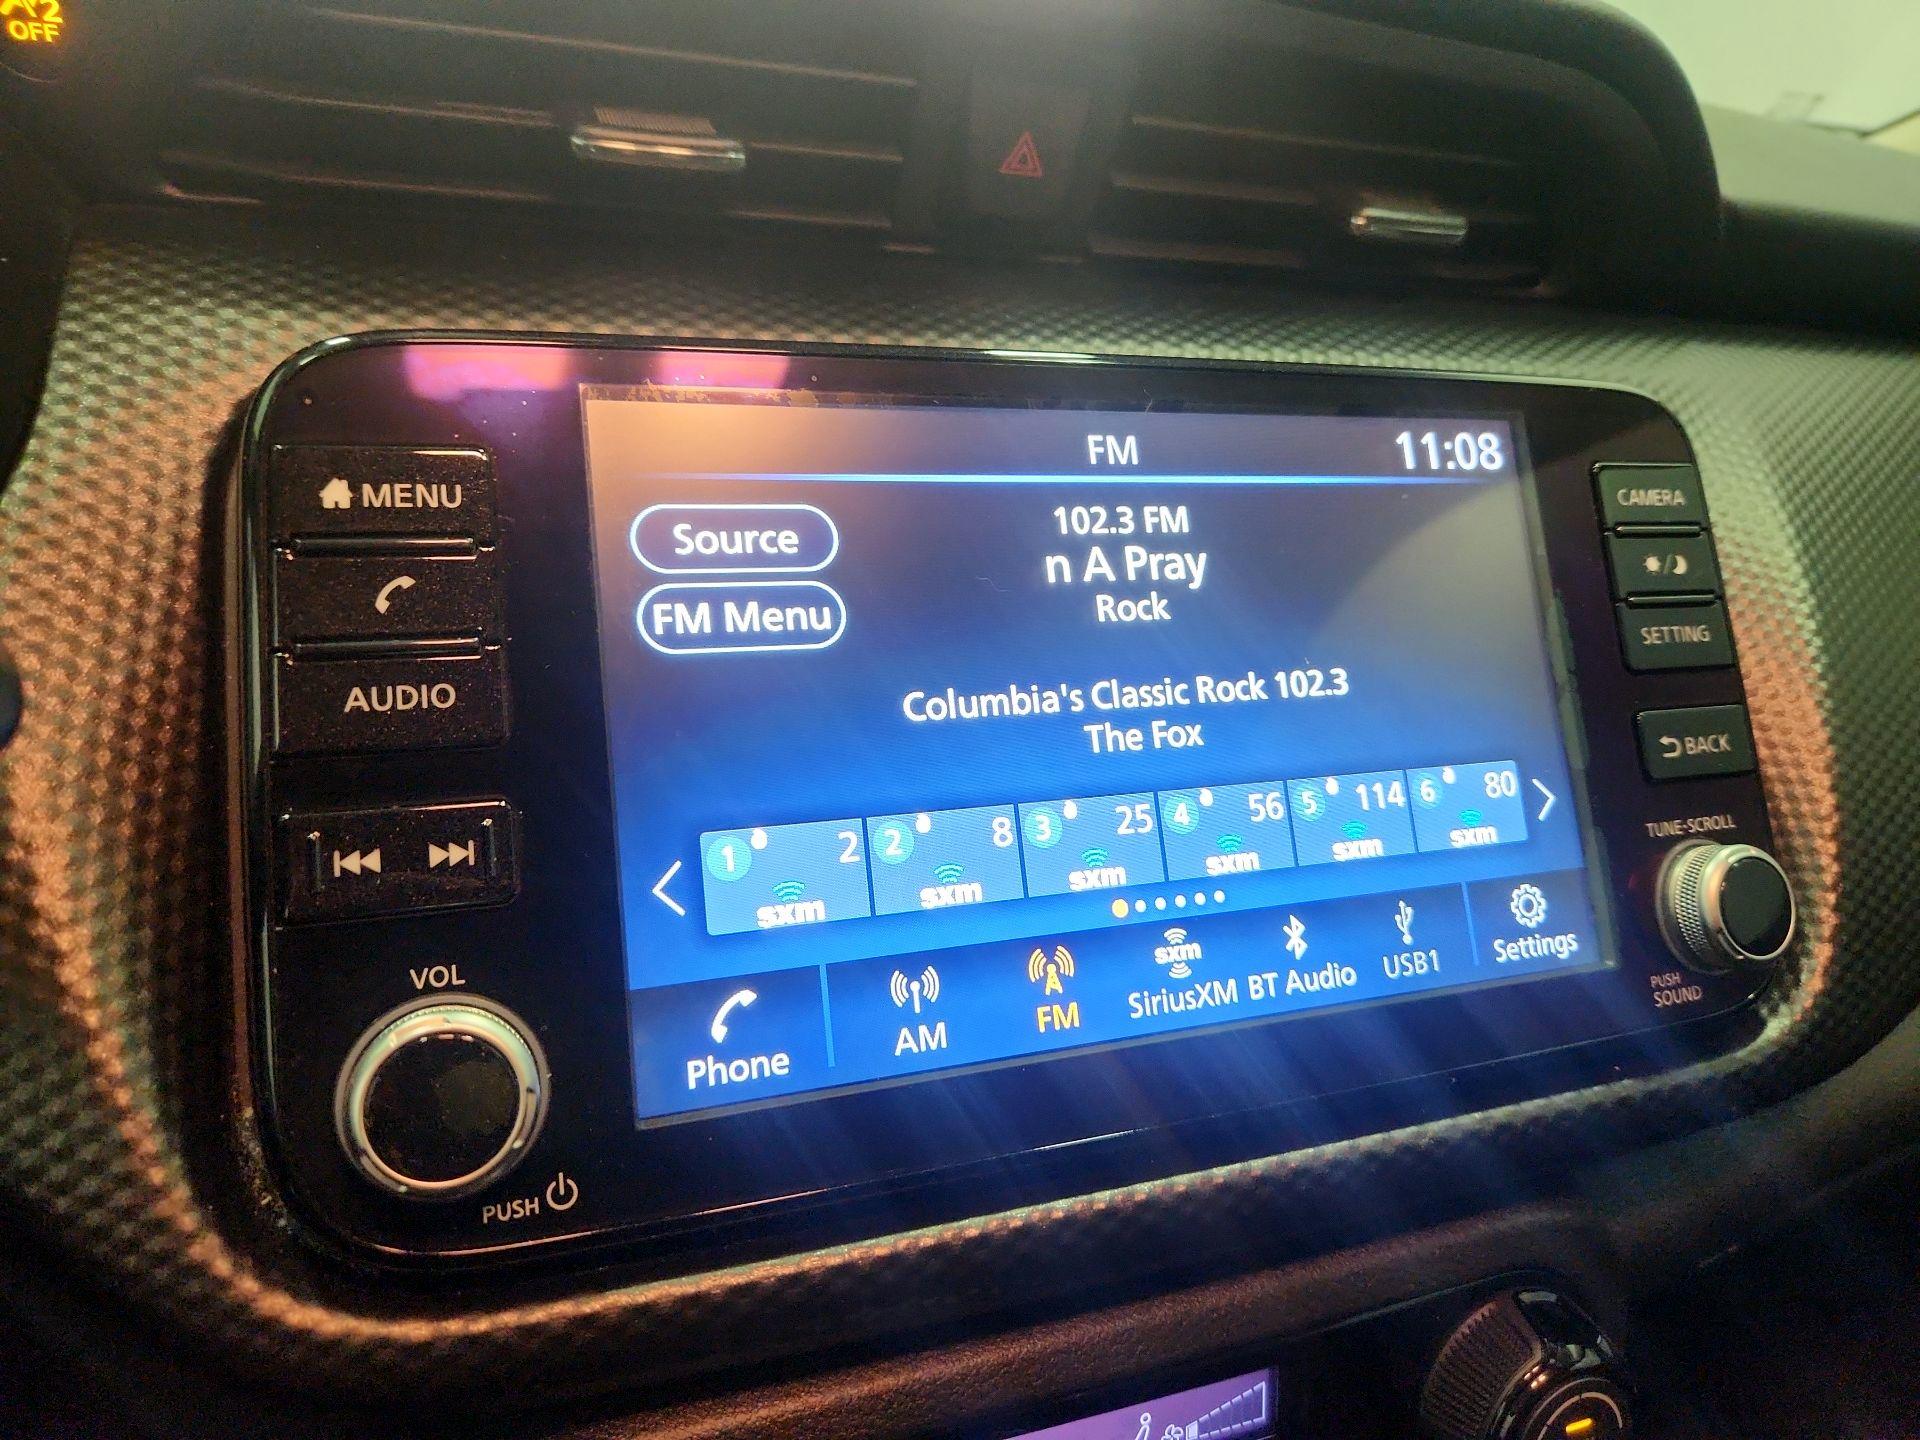 OFF
FM 11:08
MENU
AUDIO
VOL
PUSH
Source
FM Menu
102.3 FM
n A Pray
Rock
Columbia's Classic Rock 102.3
The Fox
1 2 sxm
2 8 sxm
3 25 sxm
4 56 sxm
5 114 sxm
6 80 sxm
Phone
AM
FM
sxm
SiriusXM
BT Audio
USB1
Settings
CAMERA
SETTING
BACK
TUNE·SCROLL
PUSH
SOUND